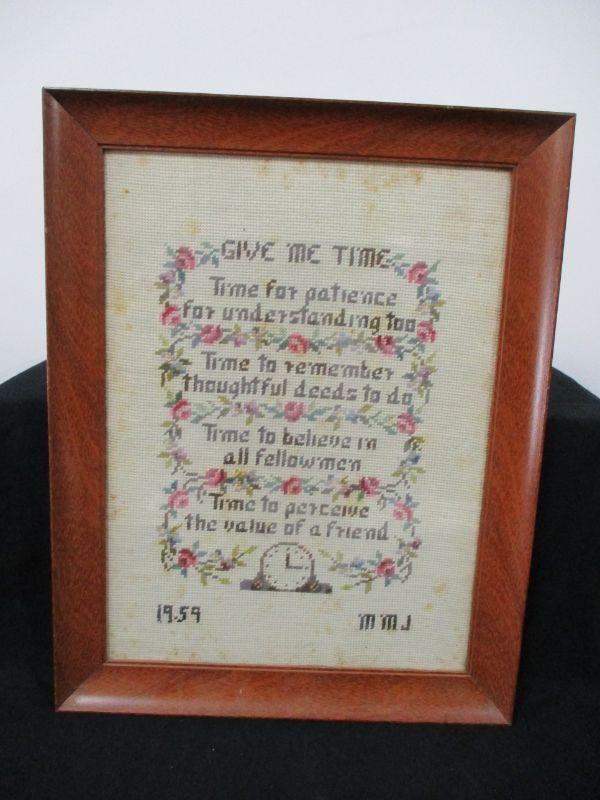 GIVE ME TIME
Time for patience
for understanding too
Time to remember
thoughtful deeds to do
Time to believe in
all fellowmen
Time to perceive
the value of a friend
1959
MMJ